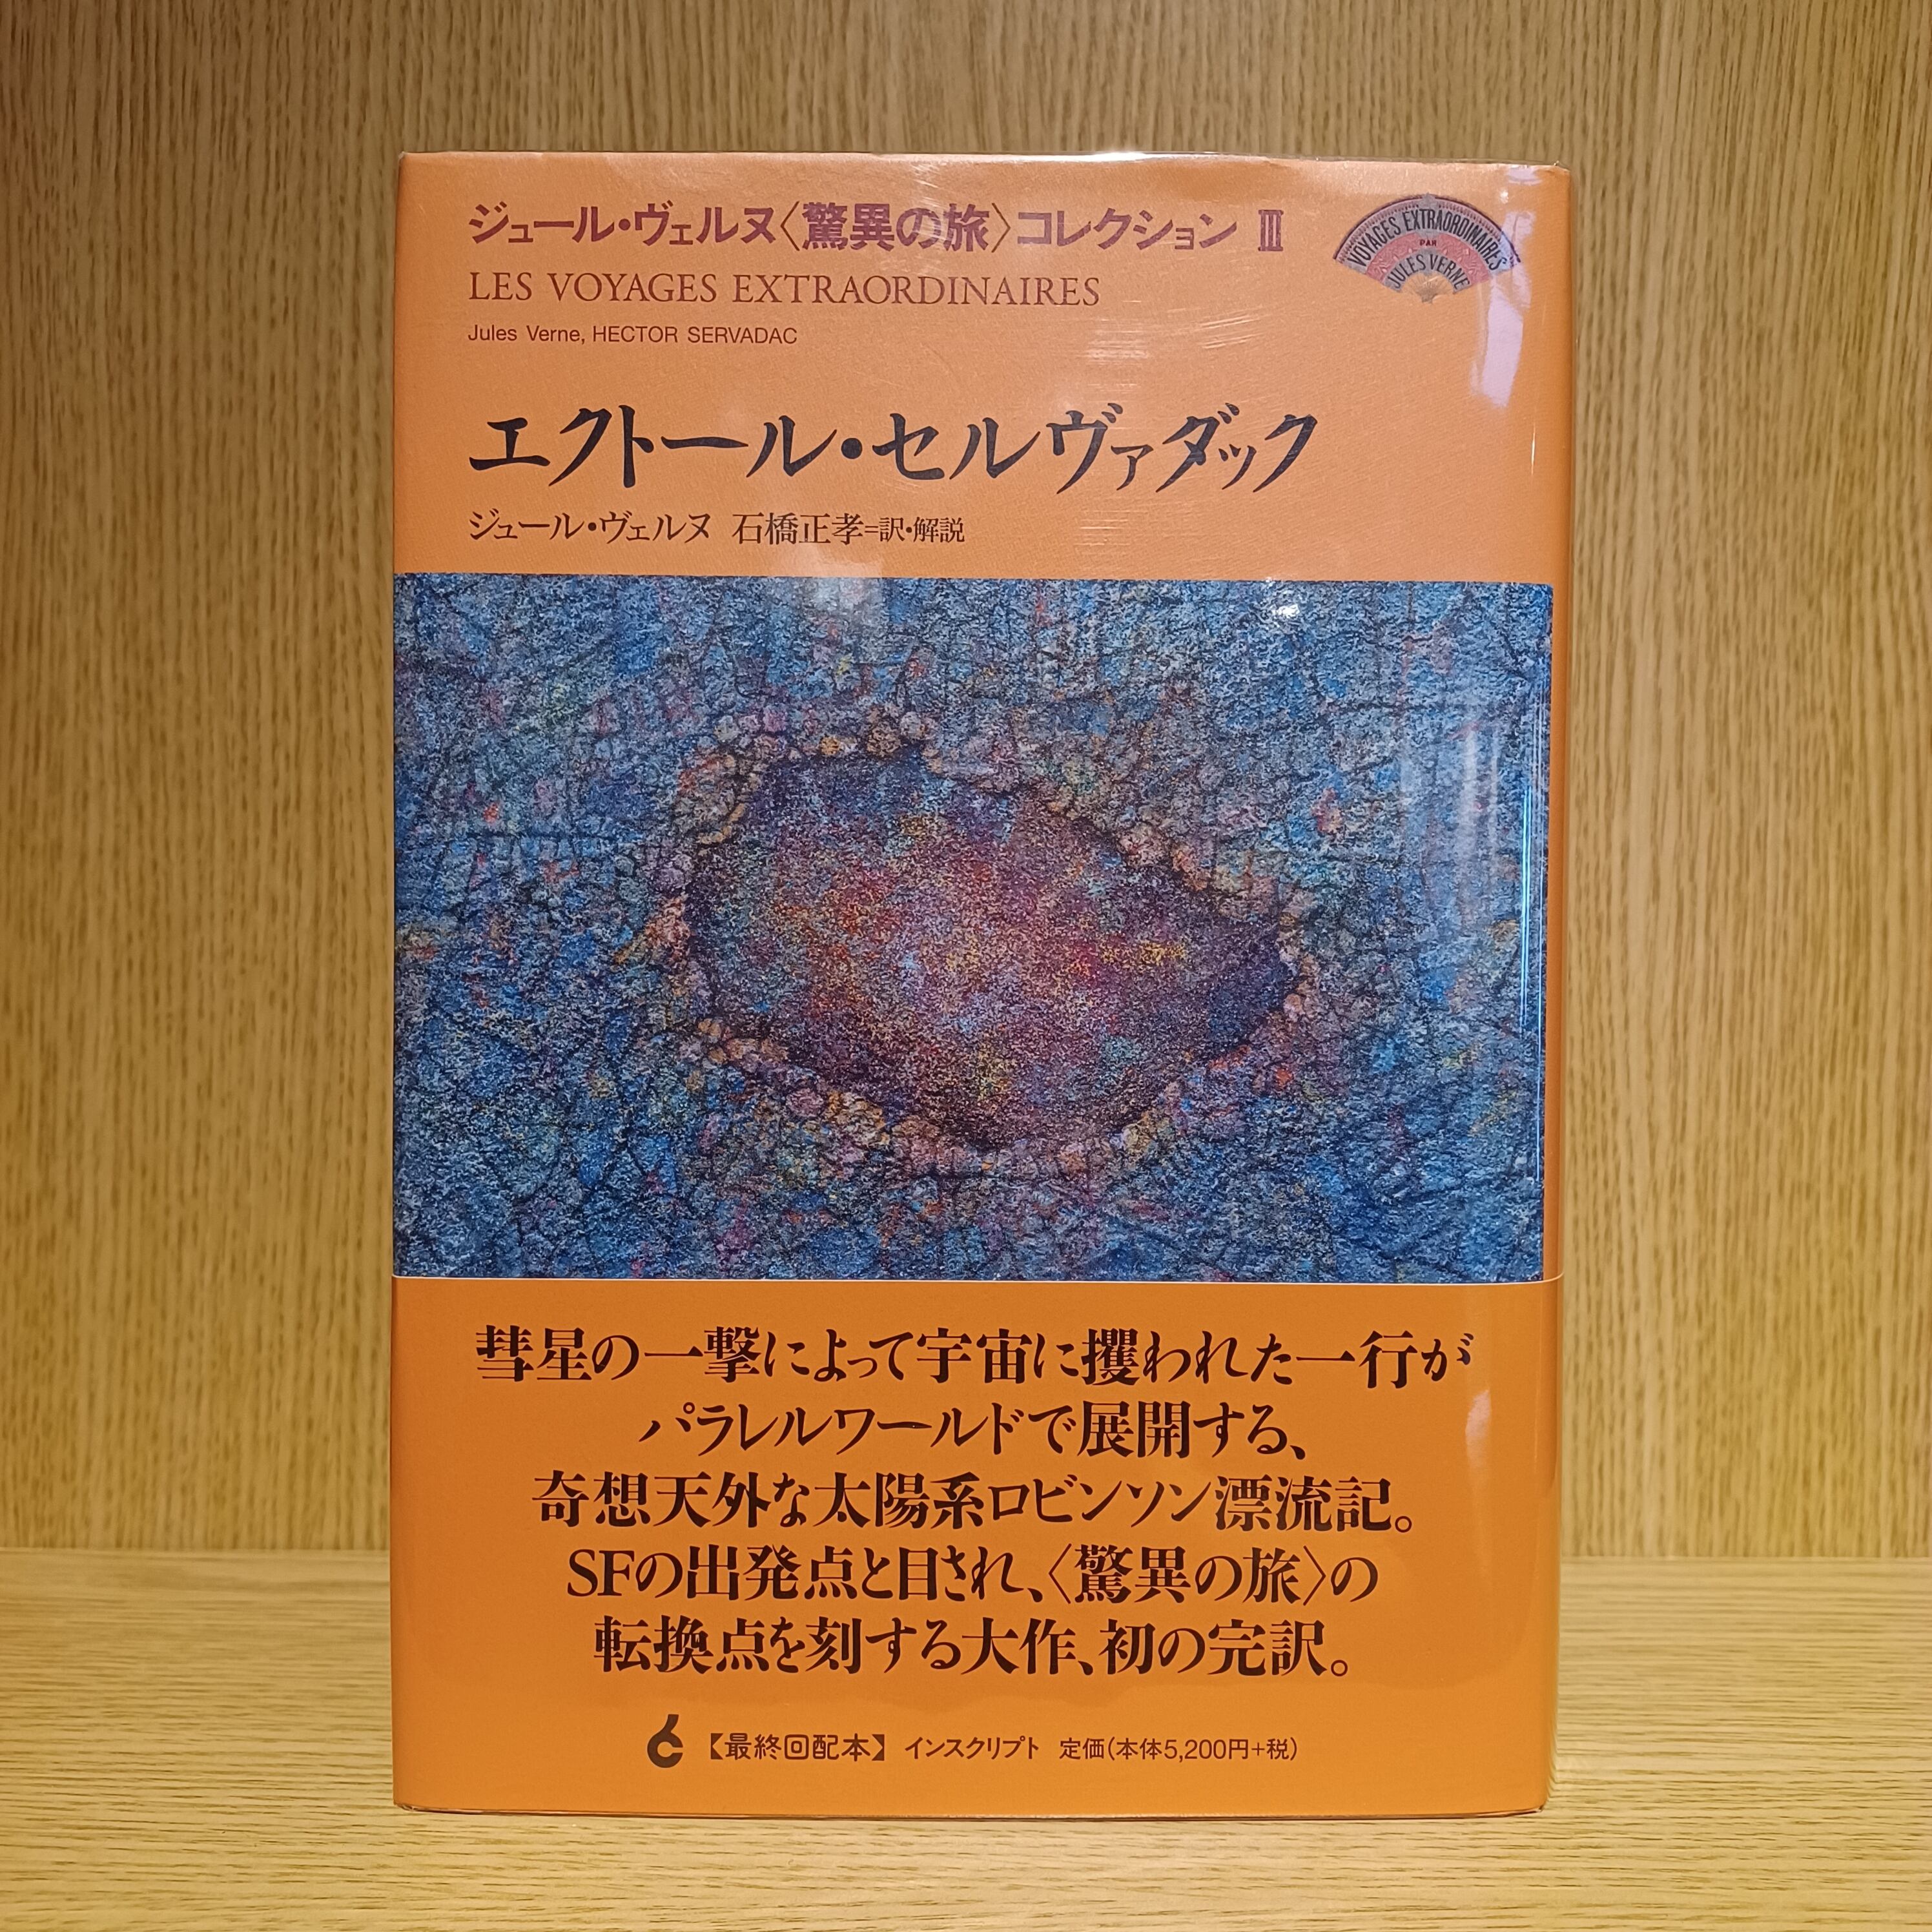 ジュール・ヴェルヌ〈驚異の旅〉コレクション Ⅲ
LES VOYAGES EXTRAORDINAIRES
Jules Verne, HECTOR SERVADAC
VOYAGES EXTRAORDINAIRES
PAR
JULES VERNE
エクトール・セルヴァダック
ジュール・ヴェルヌ 石橋正孝=訳・解説
彗星の一撃によって宇宙に攫われた一行が
パラレルワールドで展開する、
奇想天外な太陽系ロビンソン漂流記。
SFの出発点と目され、〈驚異の旅〉の
転換点を刻する大作、初の完訳。
【最終回配本】 インスクリプト 定価(本体5,200円+税)